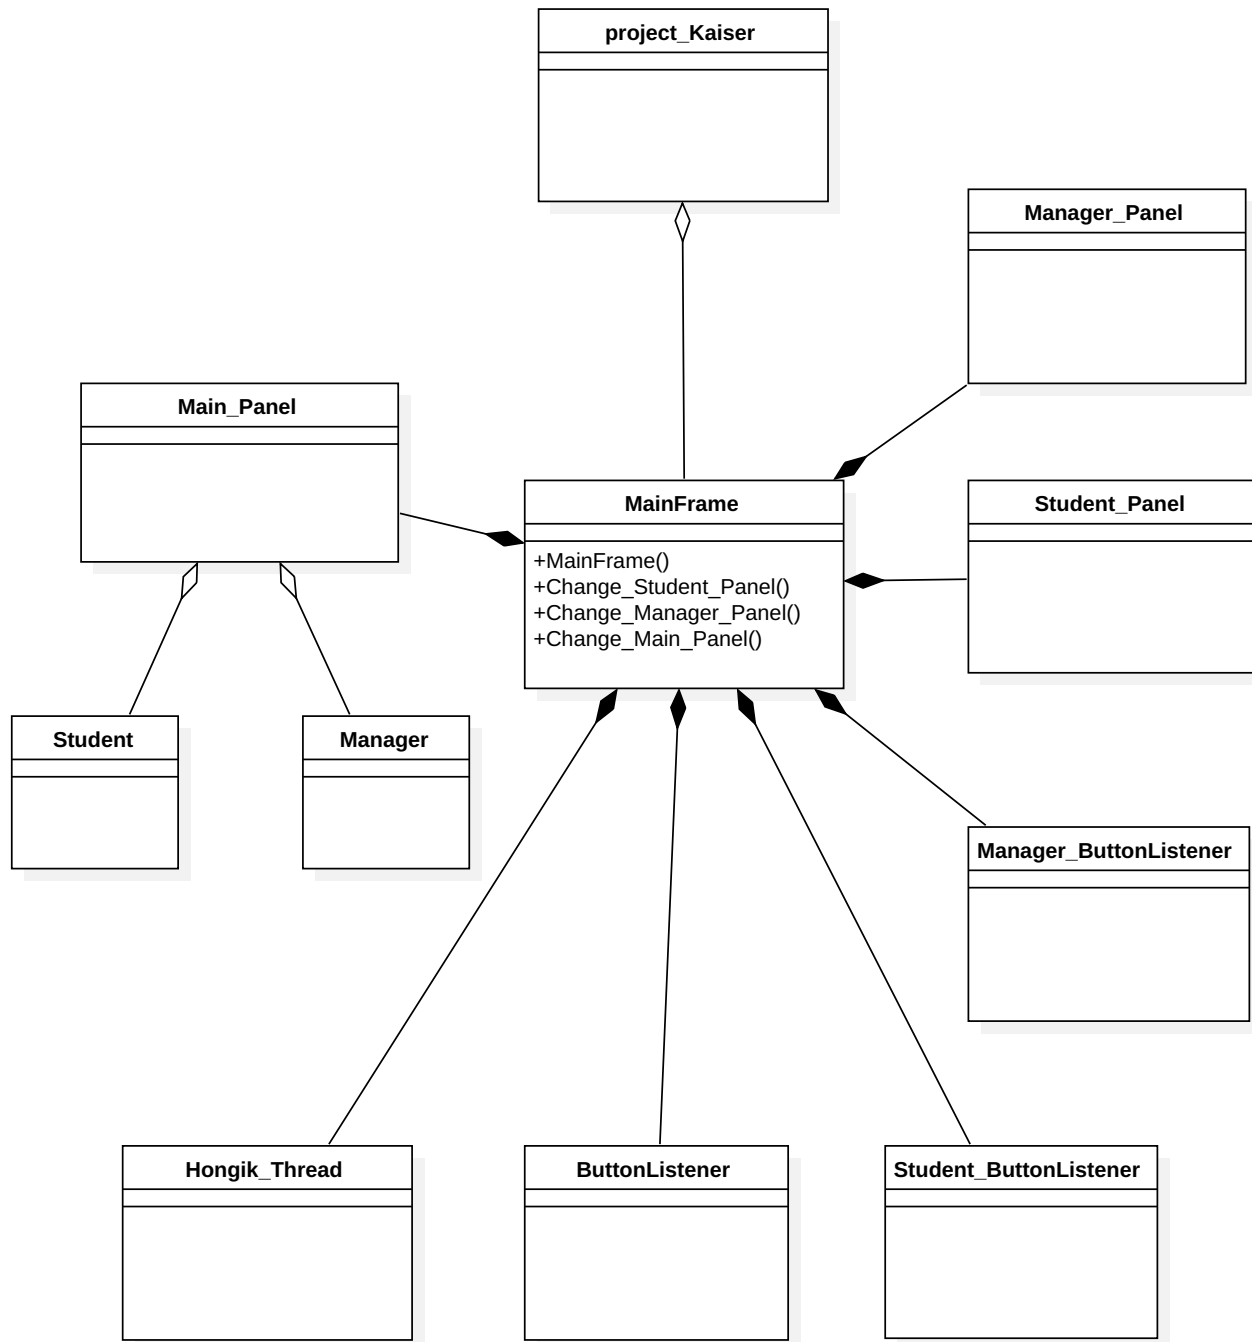 project_Kaiser
Manager_Panel
Main_Panel
MainFrame
+MainFrame()
+Change_Student_Panel()
+Change_Manager_Panel()
+Change_Main_Panel()
Student_Panel
Student
Manager
Manager_ButtonListener
Hongik_Thread
ButtonListener
Student_ButtonListener